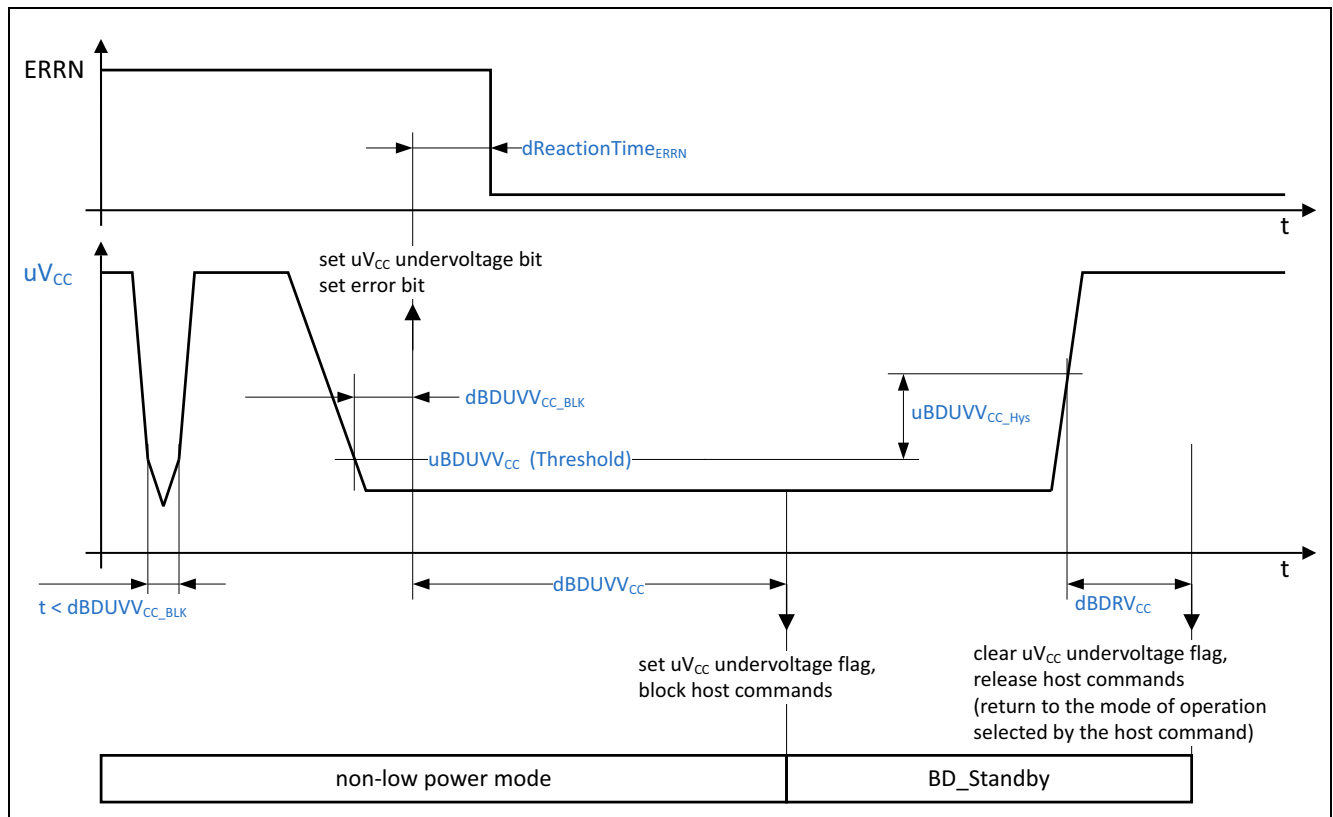 ERRN
dReactionTimeERRN
t
uVCC
set uVCC undervoltage bit
set error bit
dBDUVVCC_BLK
uBDUVVCC_Hys
uBDUVVCC (Threshold)
t
dBDUVVCC
t < dBDUVVCC_BLK
dBDRVCC
set uVCC undervoltage flag,
block host commands
clear uVCC undervoltage flag,
release host commands
(return to the mode of operation
selected by the host command)
non-low power mode
BD_Standby